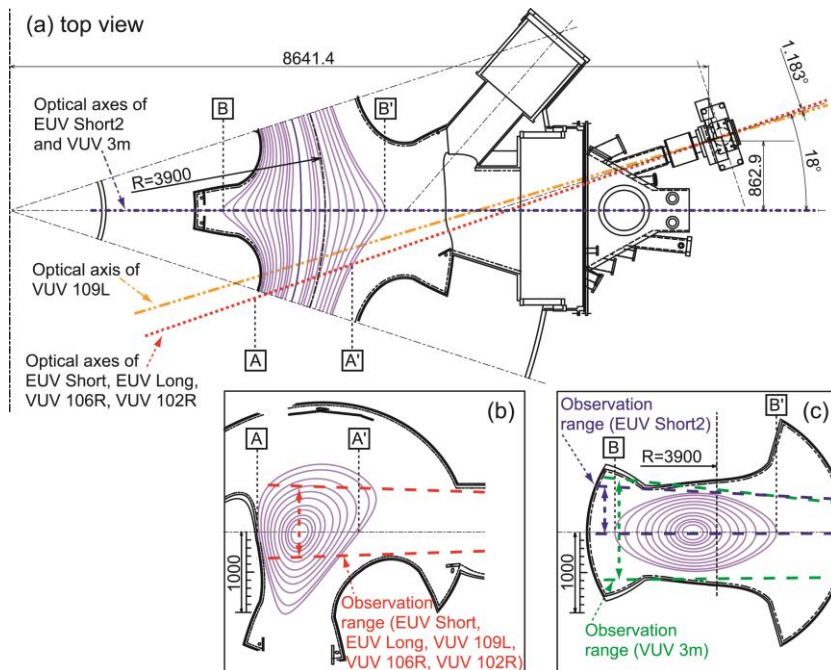 (a) top view
8641.4
1.183°
18°
862.9
Optical axes of
EUV Short2
and VUV 3m
B
B'
R=3900
Optical axis of
VUV 109L
Optical axes of
EUV Short, EUV Long,
VUV 106R, VUV 102R
A
A'
(b)
A
A'
1000
Observation
range (EUV Short,
EUV Long, VUV 109L,
VUV 106R, VUV 102R)
Observation
range (EUV Short2)
B'
B
R=3900
1000
(c)
Observation
range (VUV 3m)